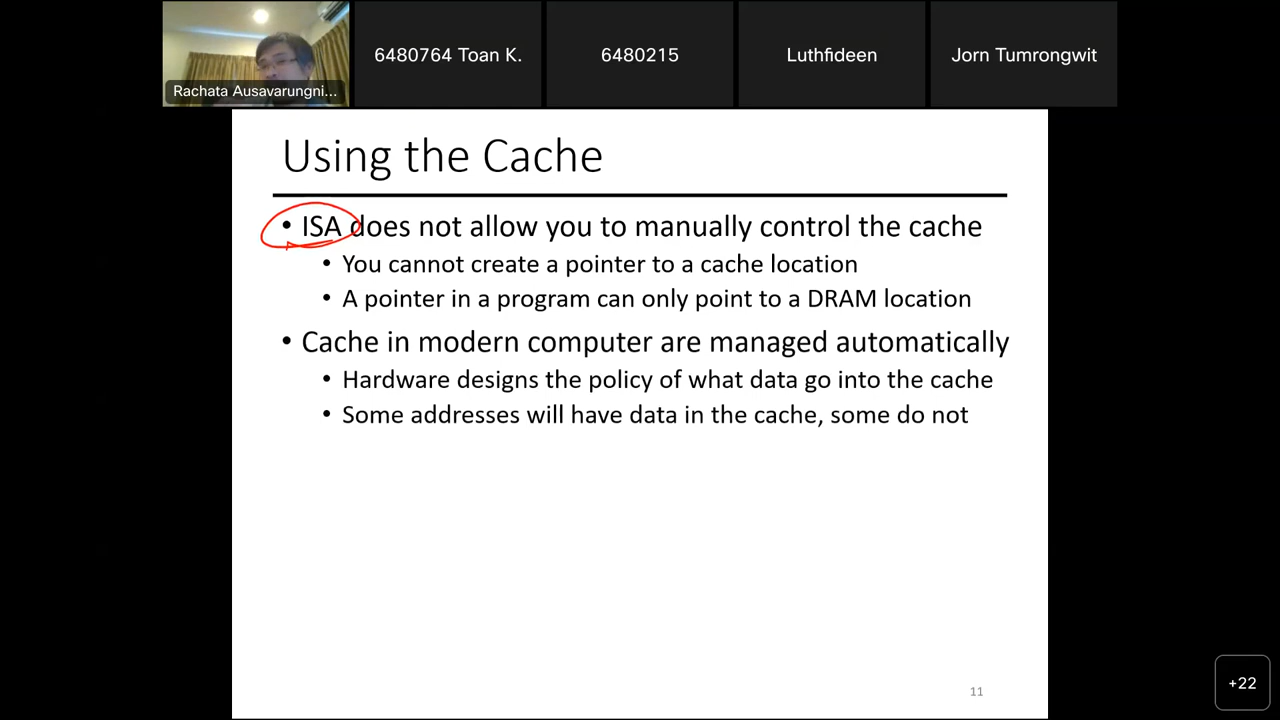 Rachata Ausavarungni...
6480764 Toan K.
6480215
Luthfideen
Jorn Tumrongwit
Using the Cache
• ISA does not allow you to manually control the cache
• You cannot create a pointer to a cache location
• A pointer in a program can only point to a DRAM location
• Cache in modern computer are managed automatically
• Hardware designs the policy of what data go into the cache
• Some addresses will have data in the cache, some do not
11
+22